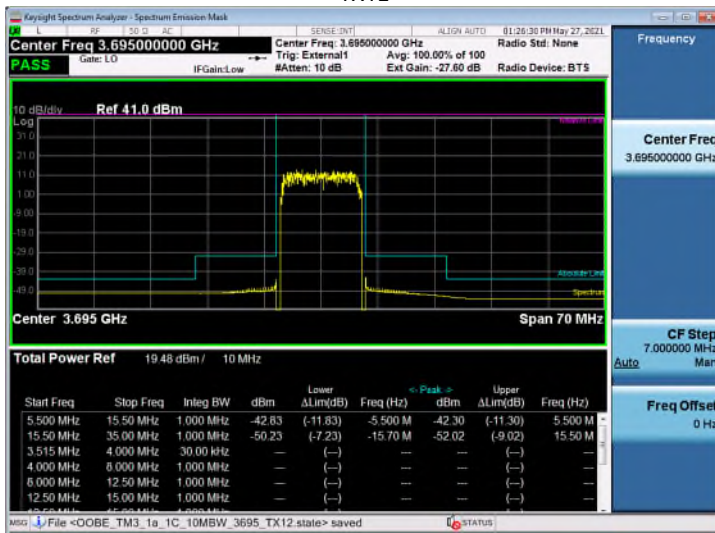 Keysight Spectrum Analyzer - Spectrum Emission Mask
L RF 50 Ω AC SENSE:INT ALIGN AUTO 01:26:30 PM May 27, 2021
Center Freq 3.695000000 GHz
Center Freq: 3.695000000 GHz
Radio Std: None
PASS
Gate: LO
IFGain:Low
Trig: External1
Avg: 100.00% of 100
#Atten: 10 dB
Ext Gain: -27.60 dB
Radio Device: BTS
10 dB/div Ref 41.0 dBm
Log
31.0
21.0
11.0
1.00
-9.00
-19.0
-29.0
-39.0
-49.0
Absolute Limit
Spectrum
Center 3.695 GHz Span 70 MHz
Total Power Ref 19.48 dBm / 10 MHz
Lower <- Peak -> Upper
Start Freq Stop Freq Integ BW dBm ΔLim(dB) Freq (Hz) dBm ΔLim(dB) Freq (Hz)
5.500 MHz 15.50 MHz 1.000 MHz -42.83 (-11.83) -5.500 M -42.30 (-11.30) 5.500 M
15.50 MHz 35.00 MHz 1.000 MHz -50.23 (-7.23) -15.70 M -52.02 (-9.02) 15.50 M
3.515 MHz 4.000 MHz 30.00 kHz --- (---) --- --- (---) ---
4.000 MHz 8.000 MHz 1.000 MHz --- (---) --- --- (---) ---
8.000 MHz 12.50 MHz 1.000 MHz --- (---) --- --- (---) ---
12.50 MHz 15.00 MHz 1.000 MHz --- (---) --- --- (---) ---
MSG File <OOBE_TM3_1a_1C_10MBW_3695_TX12.state> saved STATUS
Frequency
Center Freq
3.695000000 GHz
CF Step
7.000000 MHz
Auto Man
Freq Offset
0 Hz